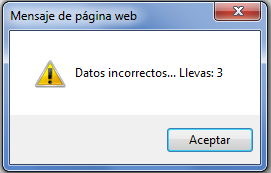 Mensaje de página web
Datos incorrectos... Llevas: 3
Aceptar